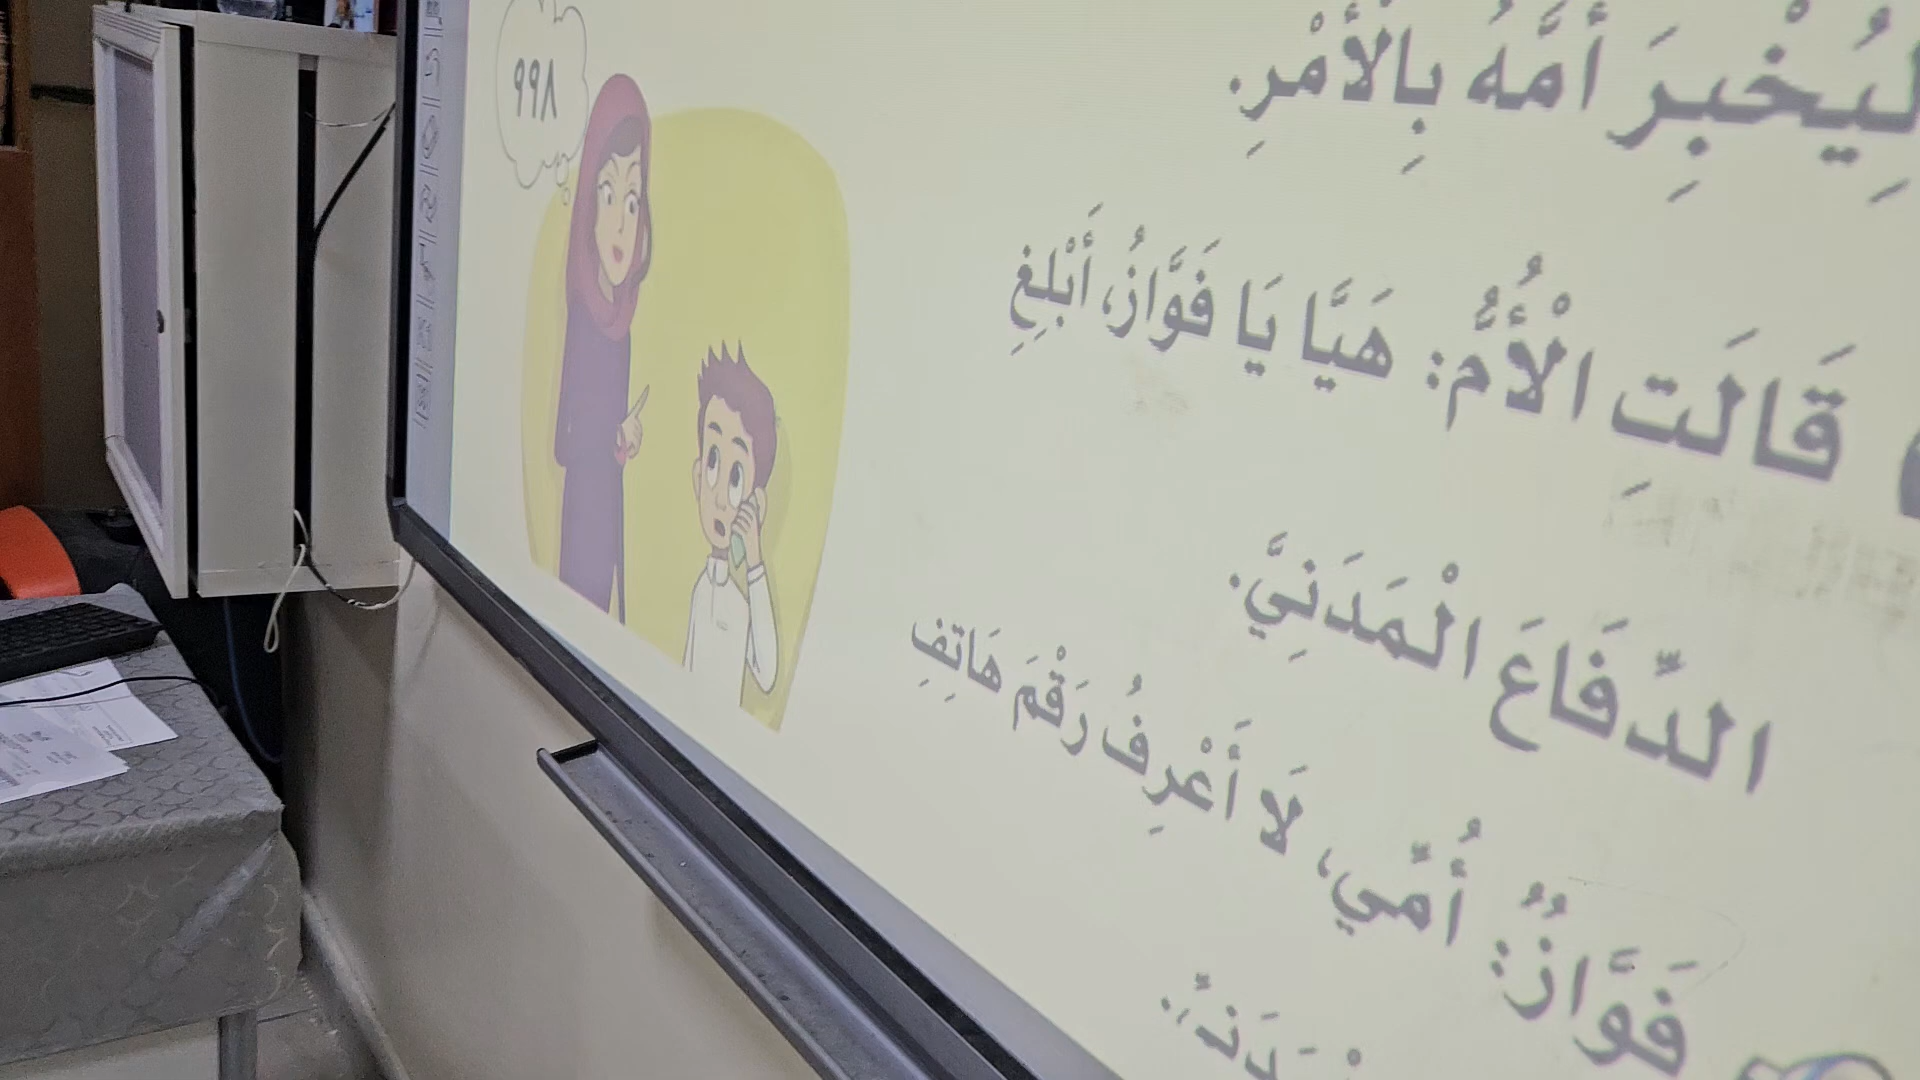 لِيُخْبِرَ أُمَّهُ بِالْأَمْرِ.
٩٩٨
قَالَتِ الْأُمُّ: هَيَّا يَا فَوَّازُ، أَبْلِغِ
الدِّفَاعَ الْمَدَنِيَّ.
فَوَّازٌ: أُمِّي، لَا أَعْرِفُ رَقْمَ هَاتِفِ